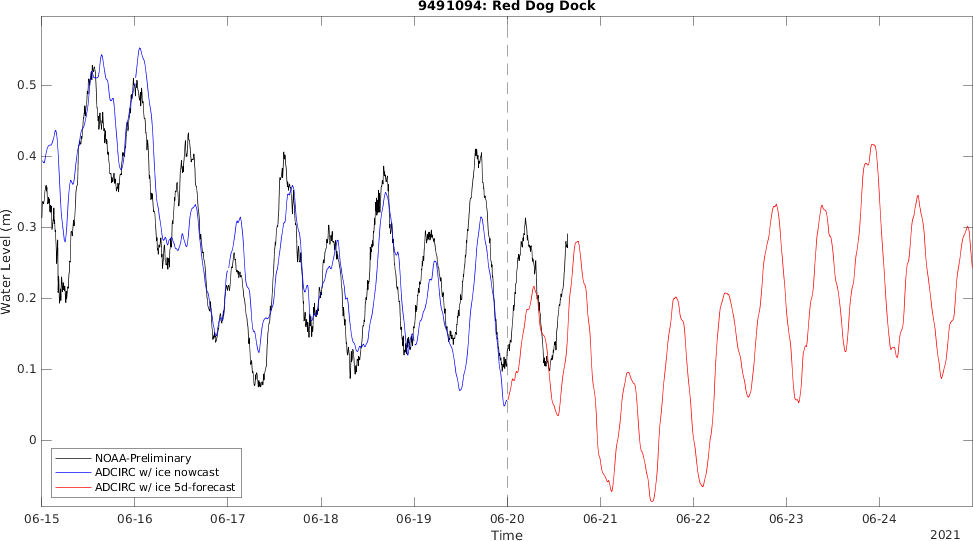 9491094: Red Dog Dock
Water Level (m)
0.5
0.4
0.3
0.2
0.1
0
NOAA-Preliminary
ADCIRC w/ ice nowcast
ADCIRC w/ ice 5d-forecast
06-15 06-16 06-17 06-18 06-19 06-20 06-21 06-22 06-23 06-24
Time
2021